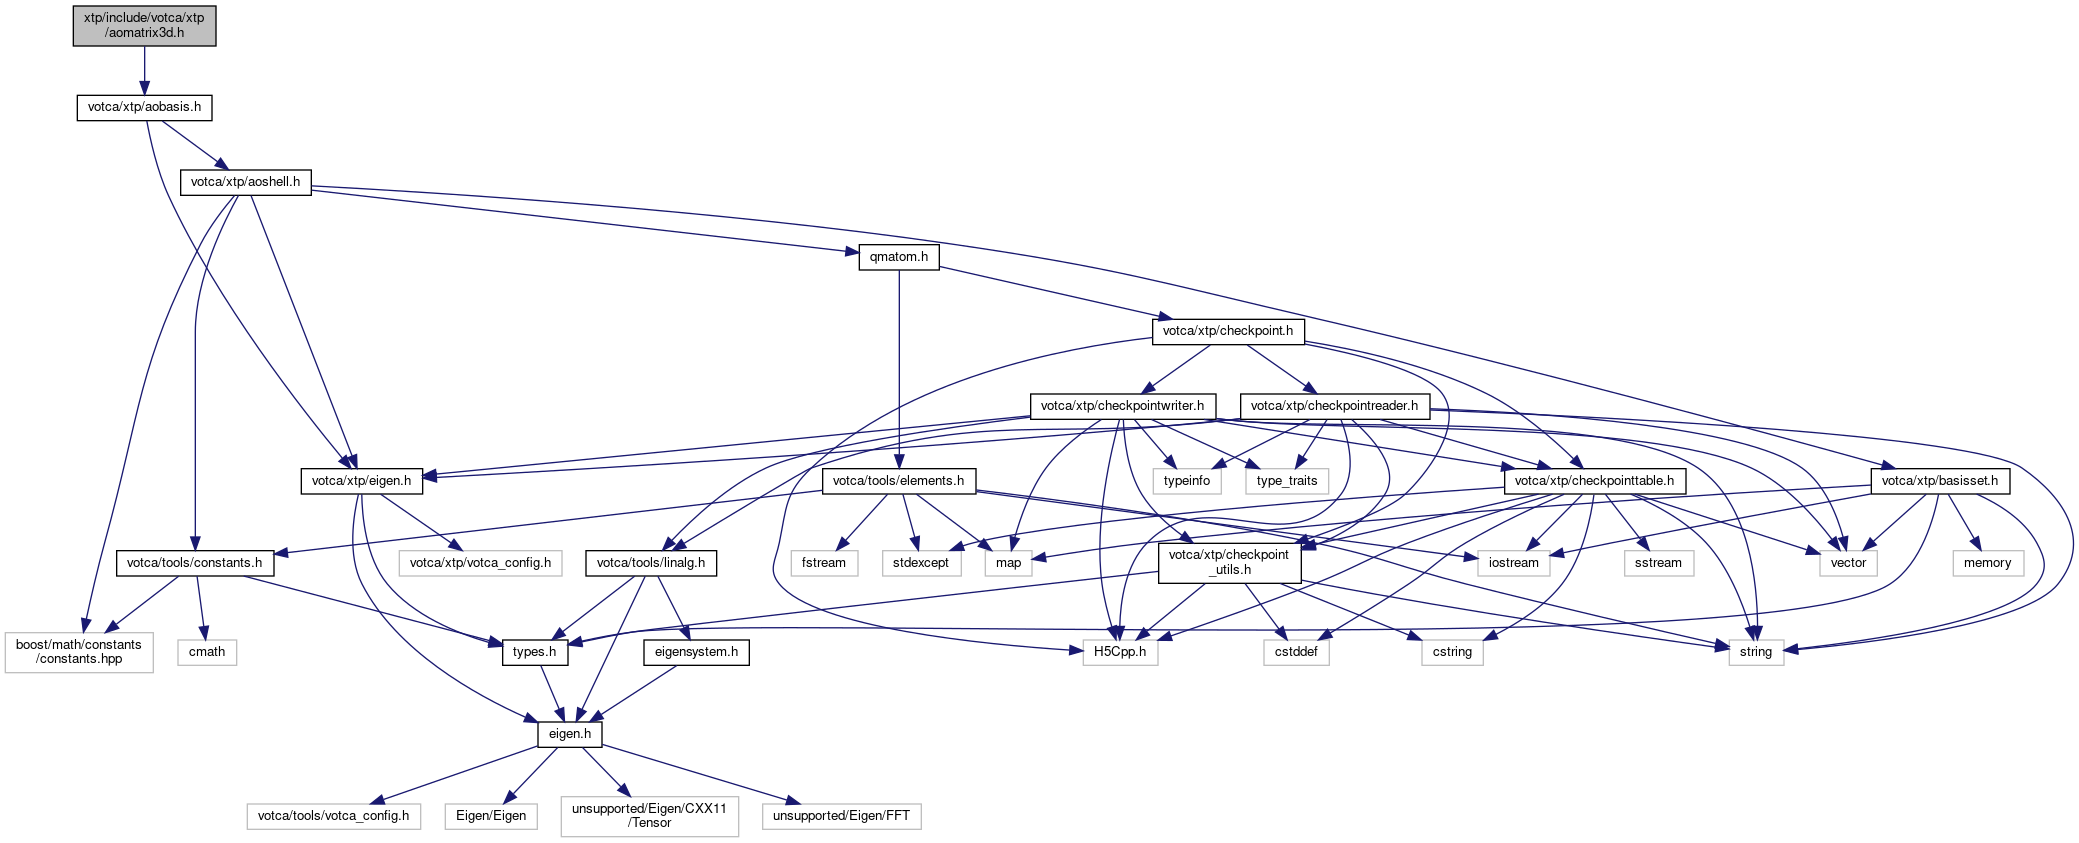 xtp/include/votca/xtp
/aomatrix3d.h
votca/xtp/aobasis.h
votca/xtp/aoshell.h
qmatom.h
votca/xtp/checkpoint.h
votca/xtp/checkpointwriter.h
votca/xtp/checkpointreader.h
votca/xtp/eigen.h
votca/tools/elements.h
typeinfo
type_traits
votca/xtp/checkpointtable.h
votca/xtp/basisset.h
votca/tools/constants.h
votca/xtp/votca_config.h
votca/tools/linalg.h
fstream
stdexcept
map
votca/xtp/checkpoint
_utils.h
iostream
sstream
vector
memory
boost/math/constants
/constants.hpp
cmath
types.h
eigensystem.h
H5Cpp.h
cstddef
cstring
string
eigen.h
votca/tools/votca_config.h
Eigen/Eigen
unsupported/Eigen/CXX11
/Tensor
unsupported/Eigen/FFT